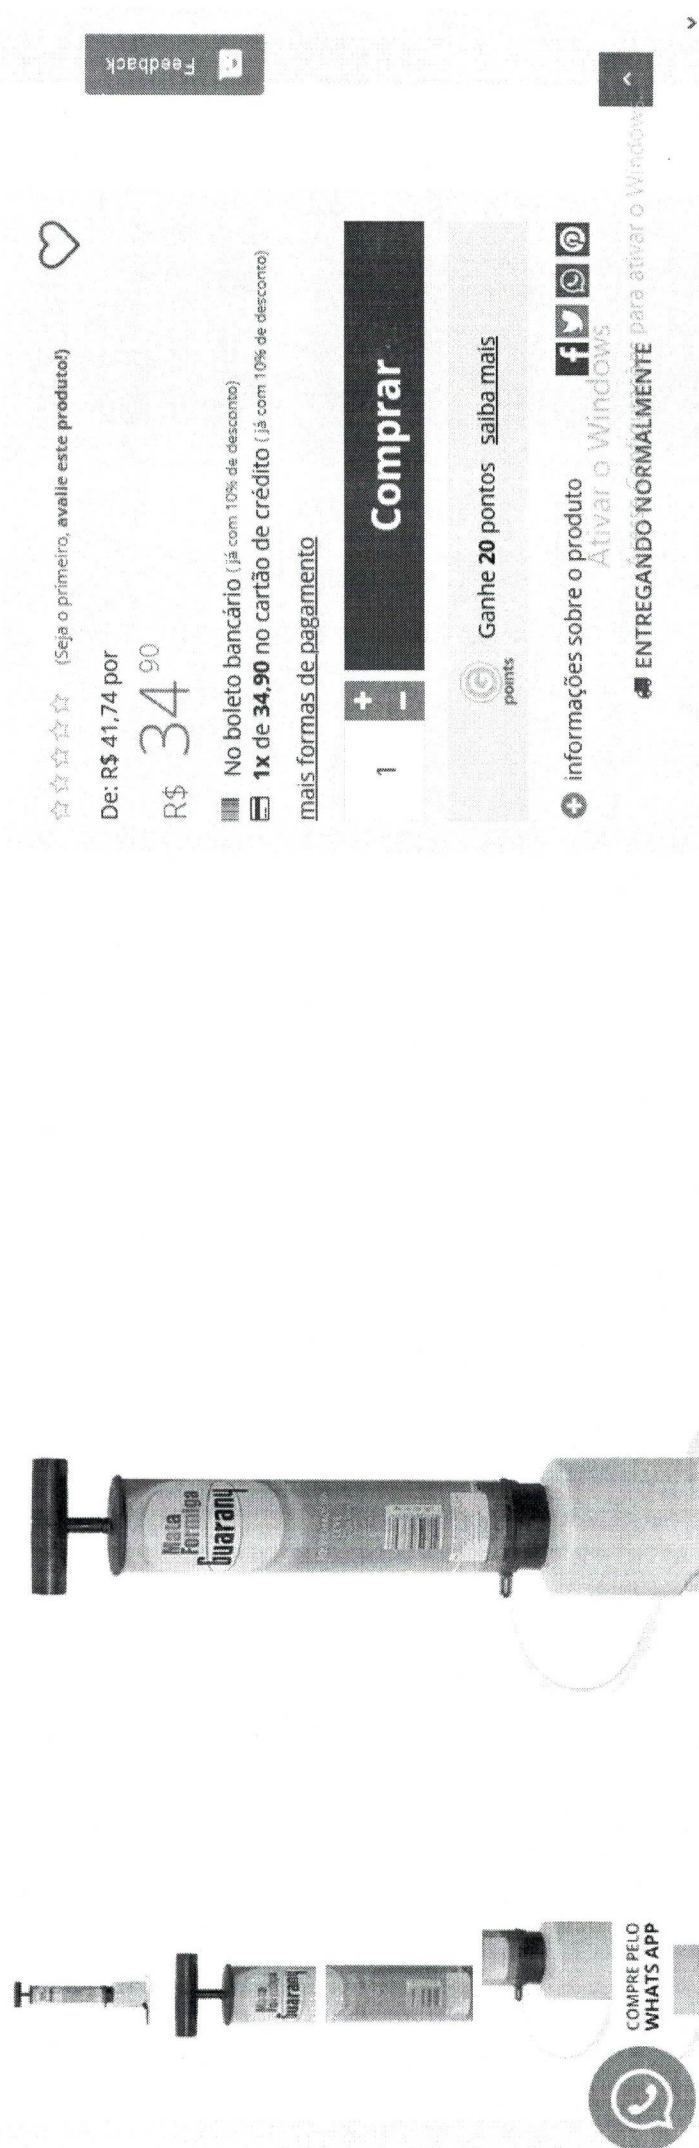 Feedback
(Seja o primeiro, avalie este produto!)
De: R$ 41,74 por
R$ 34 90
No boleto bancário (já com 10% de desconto)
1x de 34,90 no cartão de crédito (já com 10% de desconto)
mais formas de pagamento
1
+
−
Comprar
G
points
Ganhe 20 pontos saiba mais
informações sobre o produto
Ativar o Windows
para ativar o Windows.
ENTREGANDO NORMALMENTE
Mata
Formiga
Guarany
Mata
Formiga
Guarany
COMPRE PELO
WHATS APP